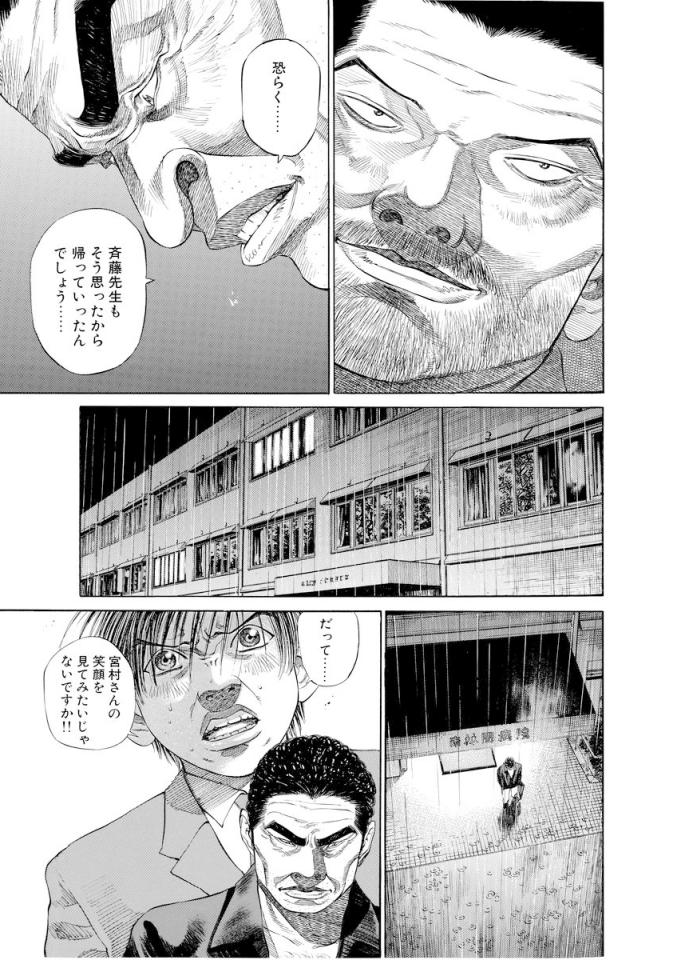 恐らく……
斉藤先生も
そう思ったから
帰っていったん
でしょう……
だって……
宮村さんの
笑顔を
見てみたいじゃ
ないですか!!